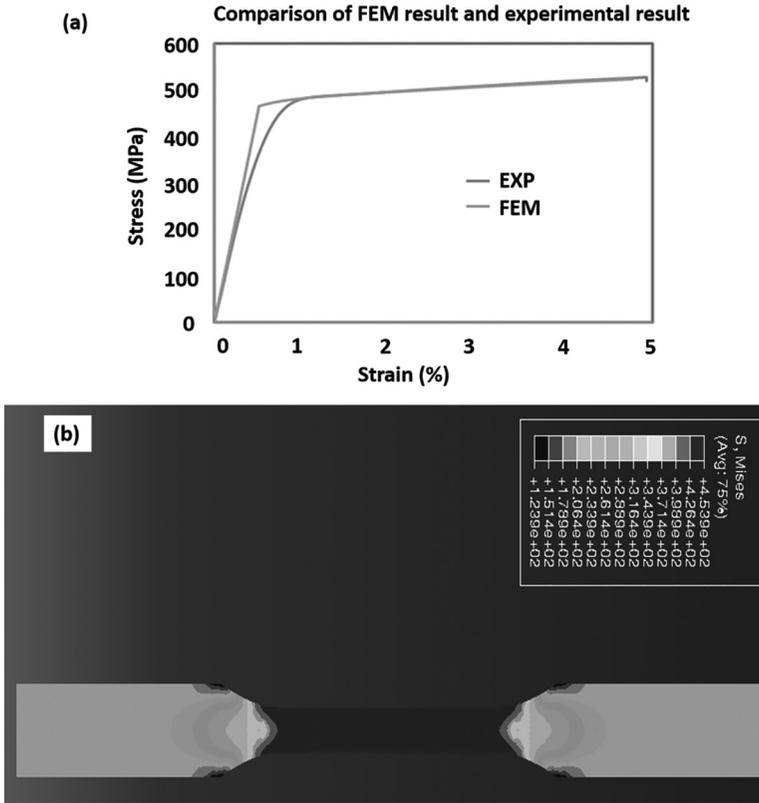 Comparison of FEM result and experimental result
(a)
600
500
400
300
200
100
0
Stress (MPa)
EXP
FEM
0 1 2 3 4 5
Strain (%)
(b)
S, Mises
(Avg: 75%)
+4.539e+02
+4.264e+02
+3.989e+02
+3.714e+02
+3.439e+02
+3.164e+02
+2.889e+02
+2.614e+02
+2.339e+02
+2.064e+02
+1.789e+02
+1.514e+02
+1.239e+02